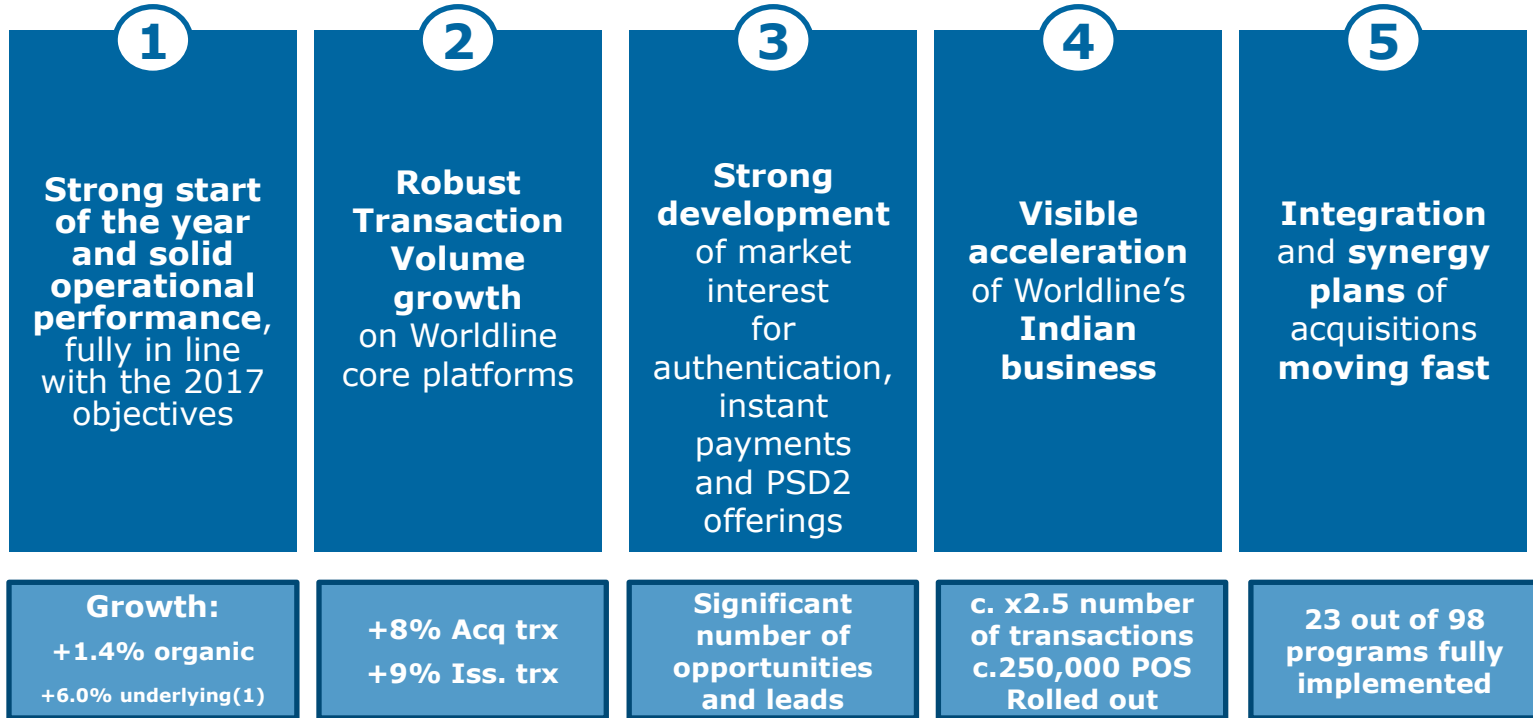 1
Strong start
of the year
and solid
operational
performance,
fully in line
with the 2017
objectives
Growth:
+1.4% organic
+6.0% underlying(1)
2
Robust
Transaction
Volume
growth
on Worldline
core platforms
+8% Acq trx
+9% Iss. trx
3
Strong
development
of market
interest
for
authentication,
instant
payments
and PSD2
offerings
Significant
number of
opportunities
and leads
4
Visible
acceleration
of Worldline’s
Indian
business
c. x2.5 number
of transactions
c.250,000 POS
Rolled out
5
Integration
and synergy
plans of
acquisitions
moving fast
23 out of 98
programs fully
implemented